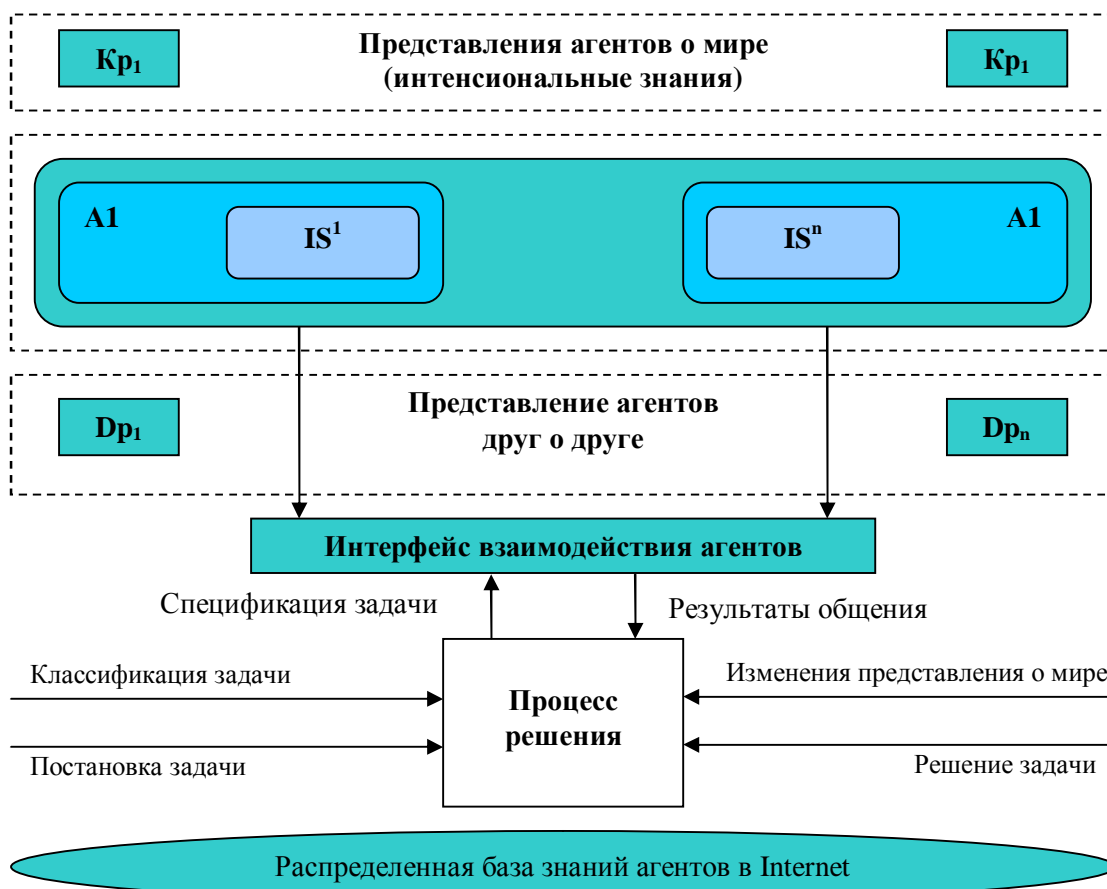 Кр₁
Представления агентов о мире
(интенсиональные знания)
Кр₁
А1
IS¹
ISⁿ
А1
Dp₁
Представление агентов
друг о друге
Dpₙ
Интерфейс взаимодействия агентов
Спецификация задачи
Результаты общения
Классификация задачи
Изменения представления о мире
Процесс
решения
Постановка задачи
Решение задачи
Распределенная база знаний агентов в Internet